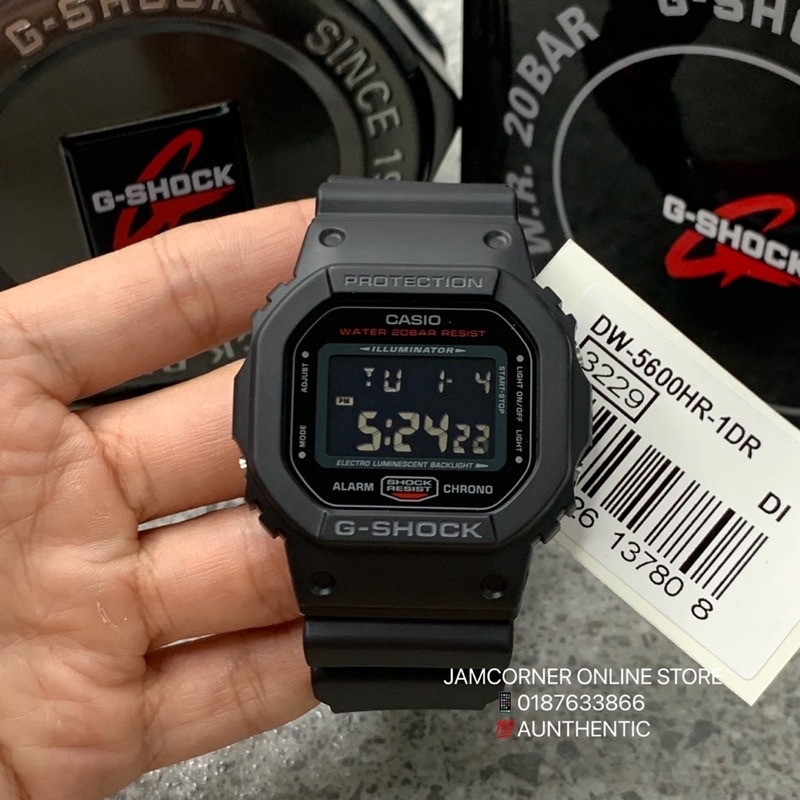 G-SHOCK
SINCE 19
G-SHOCK
G-SHOCK
W.R. 20BAR
G-SHOCK
PROTECTION
CASIO
WATER 20BAR RESIST
ILLUMINATOR
ADJUST
MODE
START·STOP
LIGHT ON/OFF
LIGHT
TU 1- 4
PM
5:24 22
ELECTRO LUMINESCENT BACKLIGHT
ALARM
SHOCK
RESIST
CHRONO
G-SHOCK
DW-5600HR-1DR
3229
DI
26 13780 8
JAMCORNER ONLINE STORE
📱0187633866
💯AUNTHENTIC